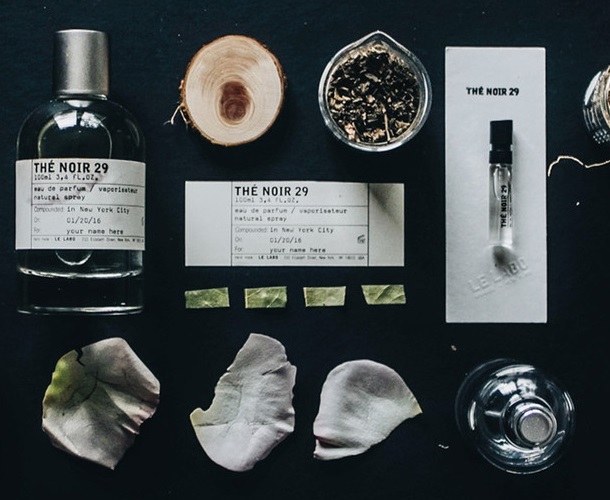 THÉ NOIR 29
100ml 3,4 fl.oz.
eau de parfum / vaporisateur
natural spray
Compounded: in New York City
On: 01/20/16
For: your name here
LE LABO
THÉ NOIR 29
100ml 3,4 FL.OZ.
eau de parfum / vaporisateur
natural spray
Compounded: in New York City
On: 01/20/16
For: your name here
LE LABO
THÉ NOIR 29
THÉ NOIR 29
LE LABO